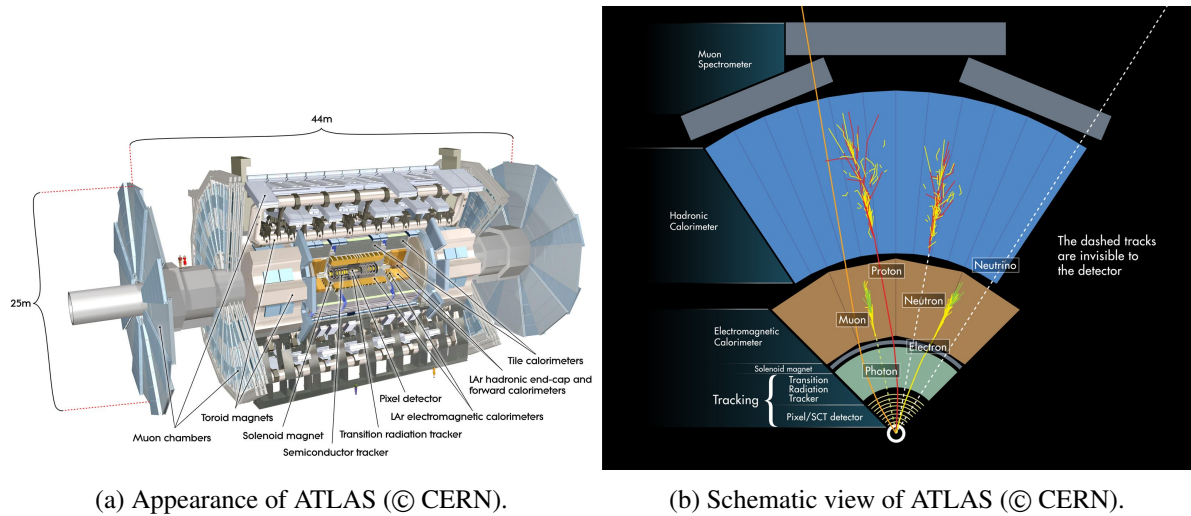 44m
25m
Tile calorimeters
LAr hadronic end-cap and
forward calorimeters
Pixel detector
LAr electromagnetic calorimeters
Toroid magnets
Muon chambers
Solenoid magnet
Transition radiation tracker
Semiconductor tracker
(a) Appearance of ATLAS (© CERN).
Muon
Spectrometer
Hadronic
Calorimeter
Proton
Neutrino
The dashed tracks
are invisible to
the detector
Neutron
Muon
Electromagnetic
Calorimeter
Electron
Solenoid magnet
Photon
Tracking
Transition
Radiation
Tracker
Pixel/SCT detector
(b) Schematic view of ATLAS (© CERN).